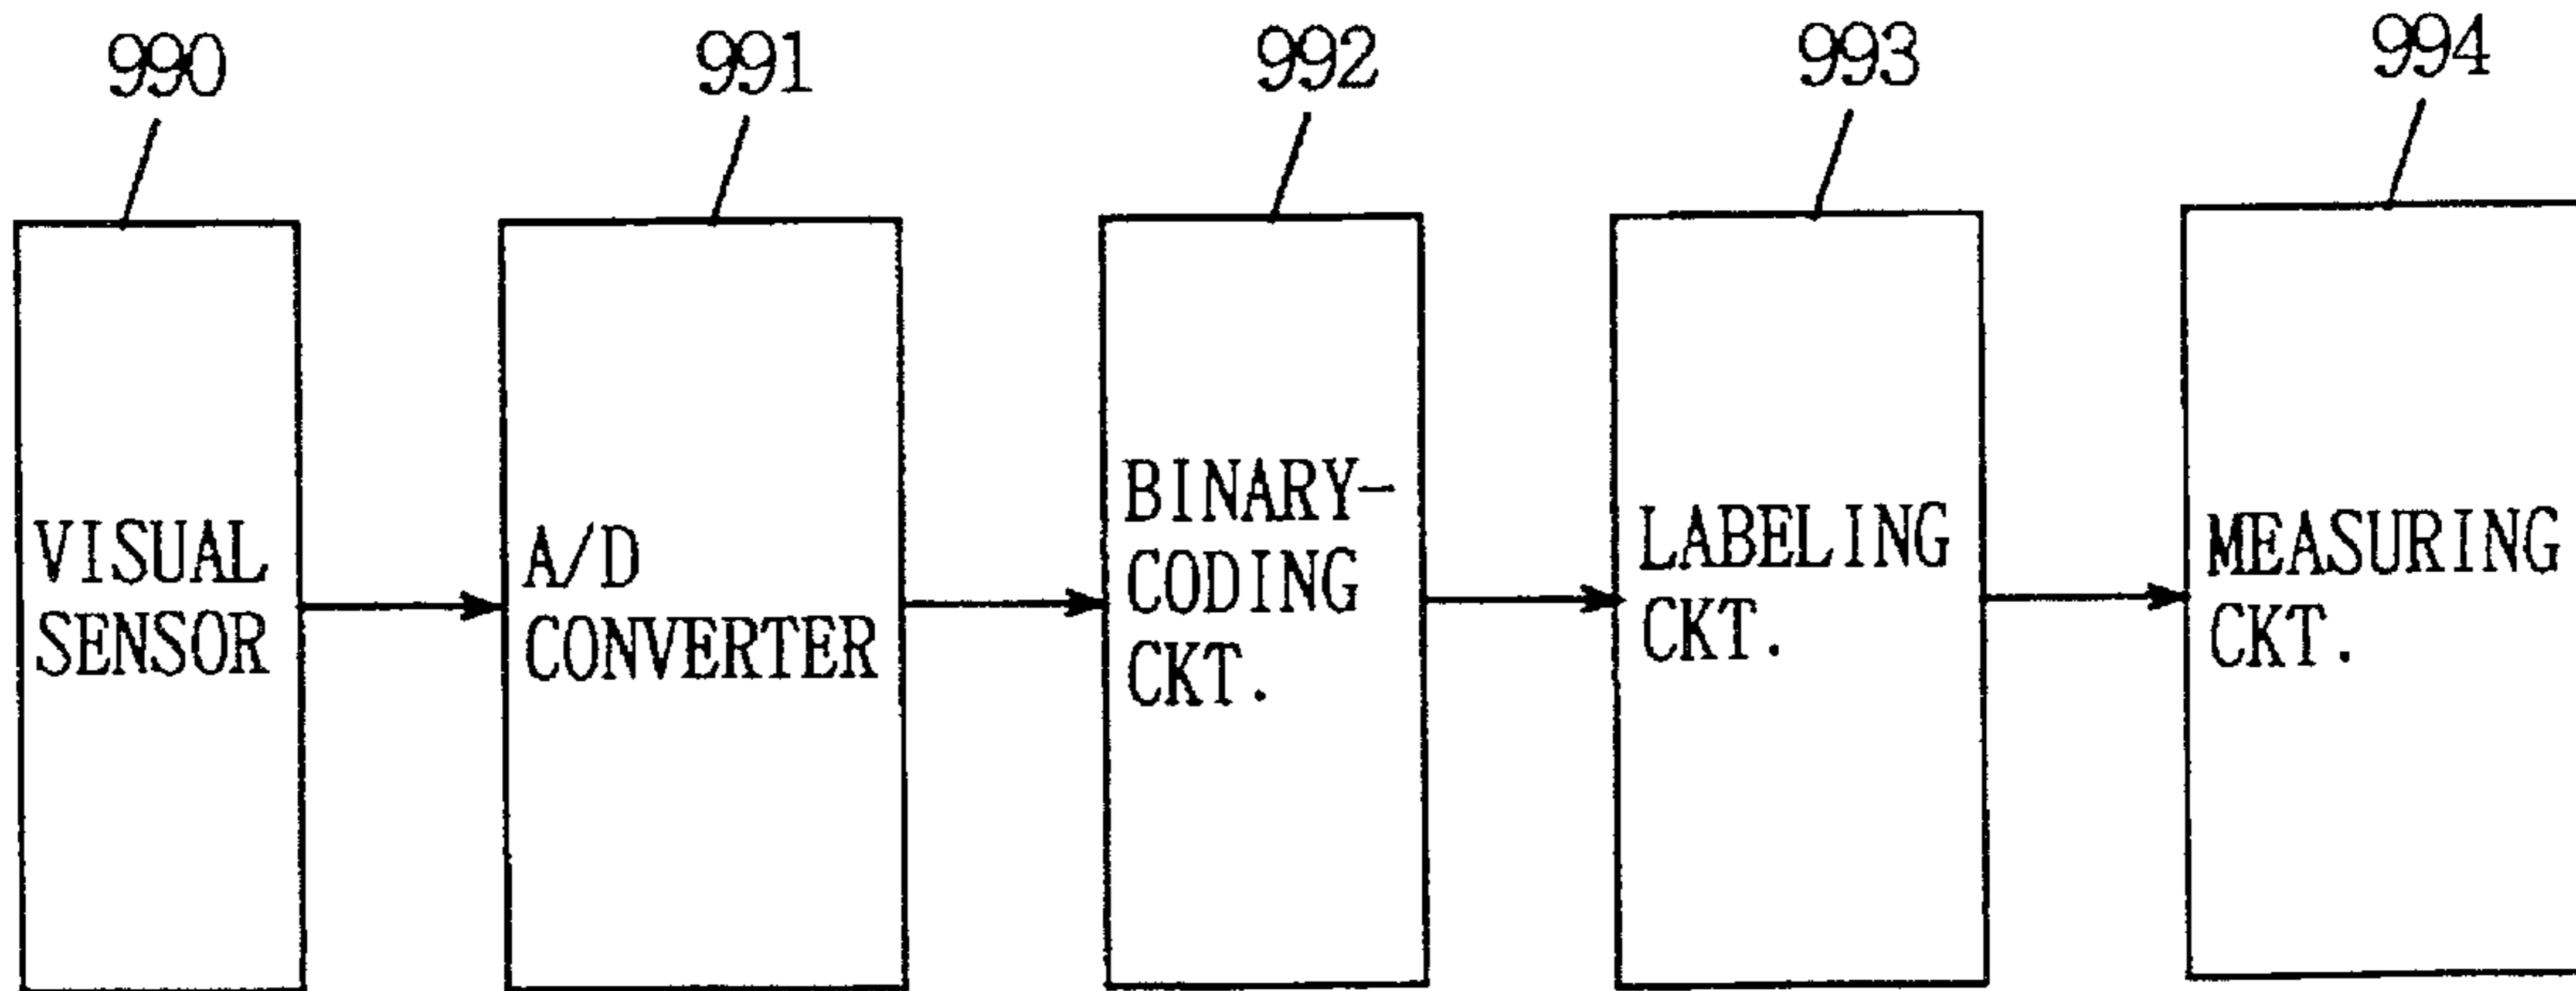 990
991
992
993
994
VISUAL
SENSOR
A/D
CONVERTER
BINARY-
CODING
CKT.
LABELING
CKT.
MEASURING
CKT.